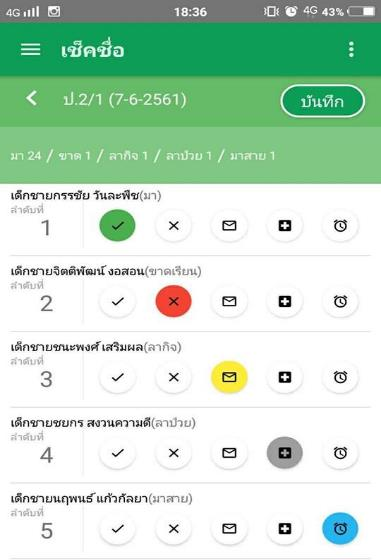 4G 18:36 4G 43%
เช็คชื่อ
ป.2/1 (7-6-2561)
บันทึก
มา 24 / ขาด 1 / ลากิจ 1 / ลาป่วย 1 / มาสาย 1
เด็กชายกรรชัย วันละพืช(มา)
ลำดับที่
1
เด็กชายจิตติพัฒน์ งอสอน(ขาดเรียน)
ลำดับที่
2
เด็กชายชนะพงศ์ เสริมผล(ลากิจ)
ลำดับที่
3
เด็กชายชยกร สงวนความดี(ลาป่วย)
ลำดับที่
4
เด็กชายนฤพนธ์ แก้วกัลยา(มาสาย)
ลำดับที่
5